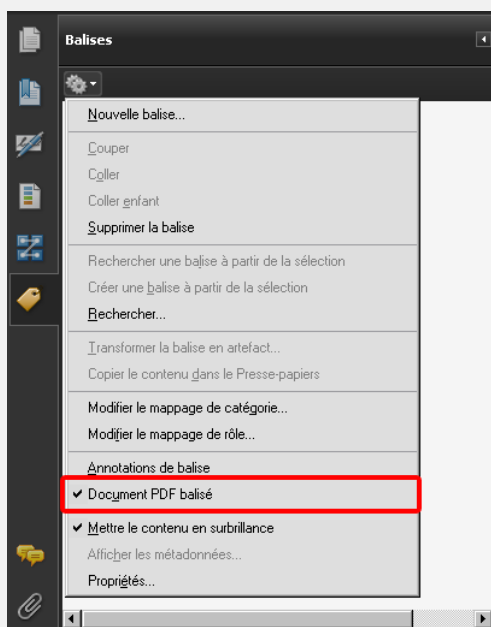 Balises
Nouvelle balise...
Couper
Coller
Coller enfant
Supprimer la balise
Rechercher une balise à partir de la sélection
Créer une balise à partir de la sélection
Rechercher...
Transformer la balise en artefact...
Copier le contenu dans le Presse-papiers
Modifier le mappage de catégorie...
Modifier le mappage de rôle...
Annotations de balise
Document PDF balisé
Mettre le contenu en surbrillance
Afficher les métadonnées...
Propriétés...